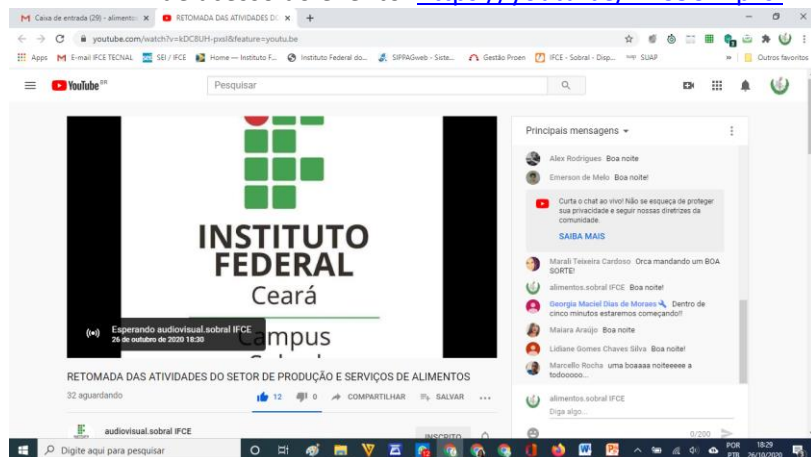 Caixa de entrada (29) - alimento
RETOMADA DAS ATIVIDADES DO
youtube.com/watch?v=kDC8UH-pxsI&feature=youtu.be
Apps
E-mail IFCE TECNAL
SEI / IFCE
Home — Instituto F...
Instituto Federal do...
SIPPAGweb - Siste...
Gestão Proen
IFCE - Sobral - Disp...
SUAP
»
Outros favoritos
YouTube BR
Pesquisar
INSTITUTO
FEDERAL
Ceará
Campus
Esperando audiovisual.sobral IFCE
26 de outubro de 2020 18:30
RETOMADA DAS ATIVIDADES DO SETOR DE PRODUÇÃO E SERVIÇOS DE ALIMENTOS
32 aguardando
12
0
COMPARTILHAR
SALVAR
...
audiovisual.sobral IFCE
INSCRITO
Principais mensagens
Alex Rodrigues Boa noite
Emerson de Melo Boa noite!
Curta o chat ao vivo! Não se esqueça de proteger
sua privacidade e seguir nossas diretrizes da
comunidade.
SAIBA MAIS
Marali Teixeira Cardoso Orca mandando um BOA
SORTE!
alimentos.sobral IFCE Boa noite!
Georgia Maciel Dias de Moraes Dentro de
cinco minutos estaremos começando!!
Maiara Araújo Boa noite
Lidiane Gomes Chaves Silva Boa noite!
Marcello Rocha uma boaaas noiteeeee a
todooooo...
alimentos.sobral IFCE
Diga algo...
0/200
Digite aqui para pesquisar
POR
PTB
18:29
26/10/2020